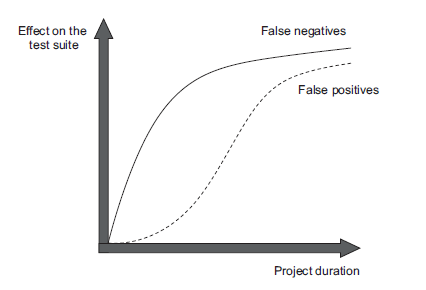 Effect on the
test suite
False negatives
False positives
Project duration